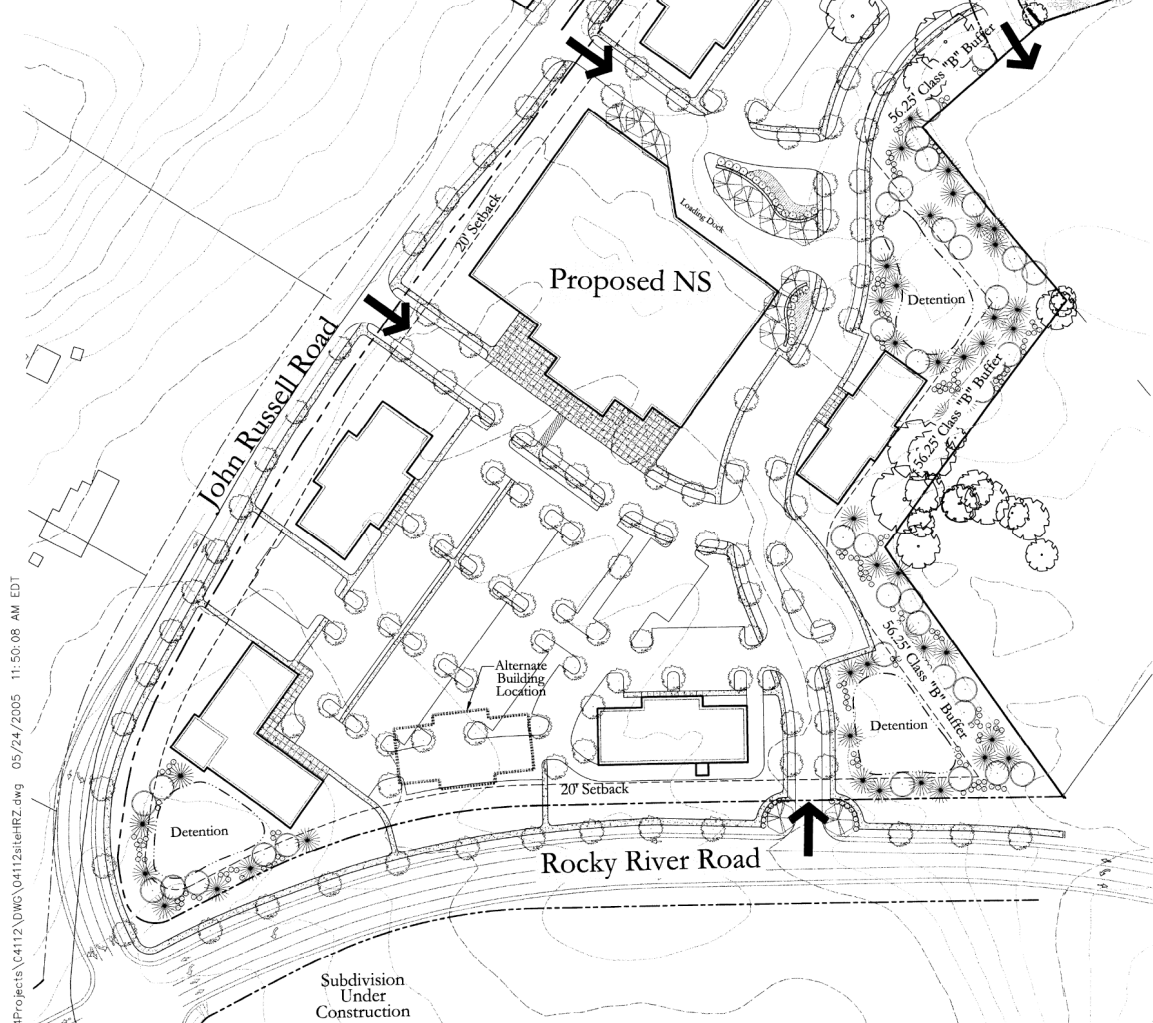 56.25' Class "B" Buffer
20' Setback
Loading Dock
Proposed NS
Detention
John Russell Road
56.25' Class "B" Buffer
Alternate
Building
Location
56.25' Class "B" Buffer
Detention
20' Setback
Detention
Rocky River Road
Subdivision
Under
Construction
4Projects\C4112\DWG\04112siteHRZ.dwg 05/24/2005 11:50:08 AM EDT